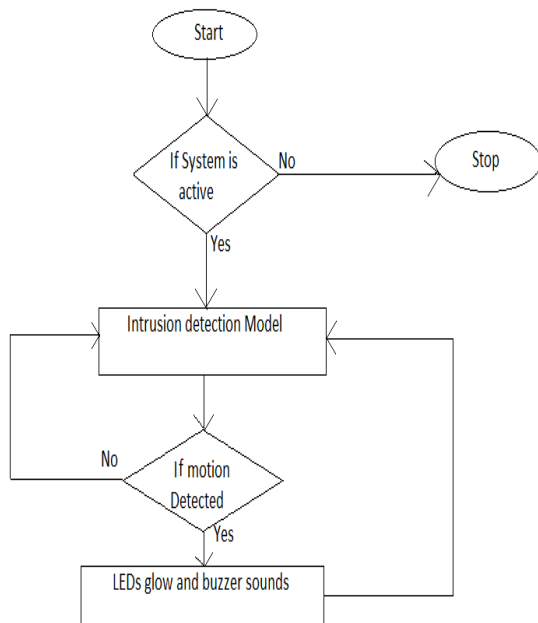 Start
If System is
active
No
Stop
Yes
Intrusion detection Model
No
If motion
Detected
Yes
LEDs glow and buzzer sounds